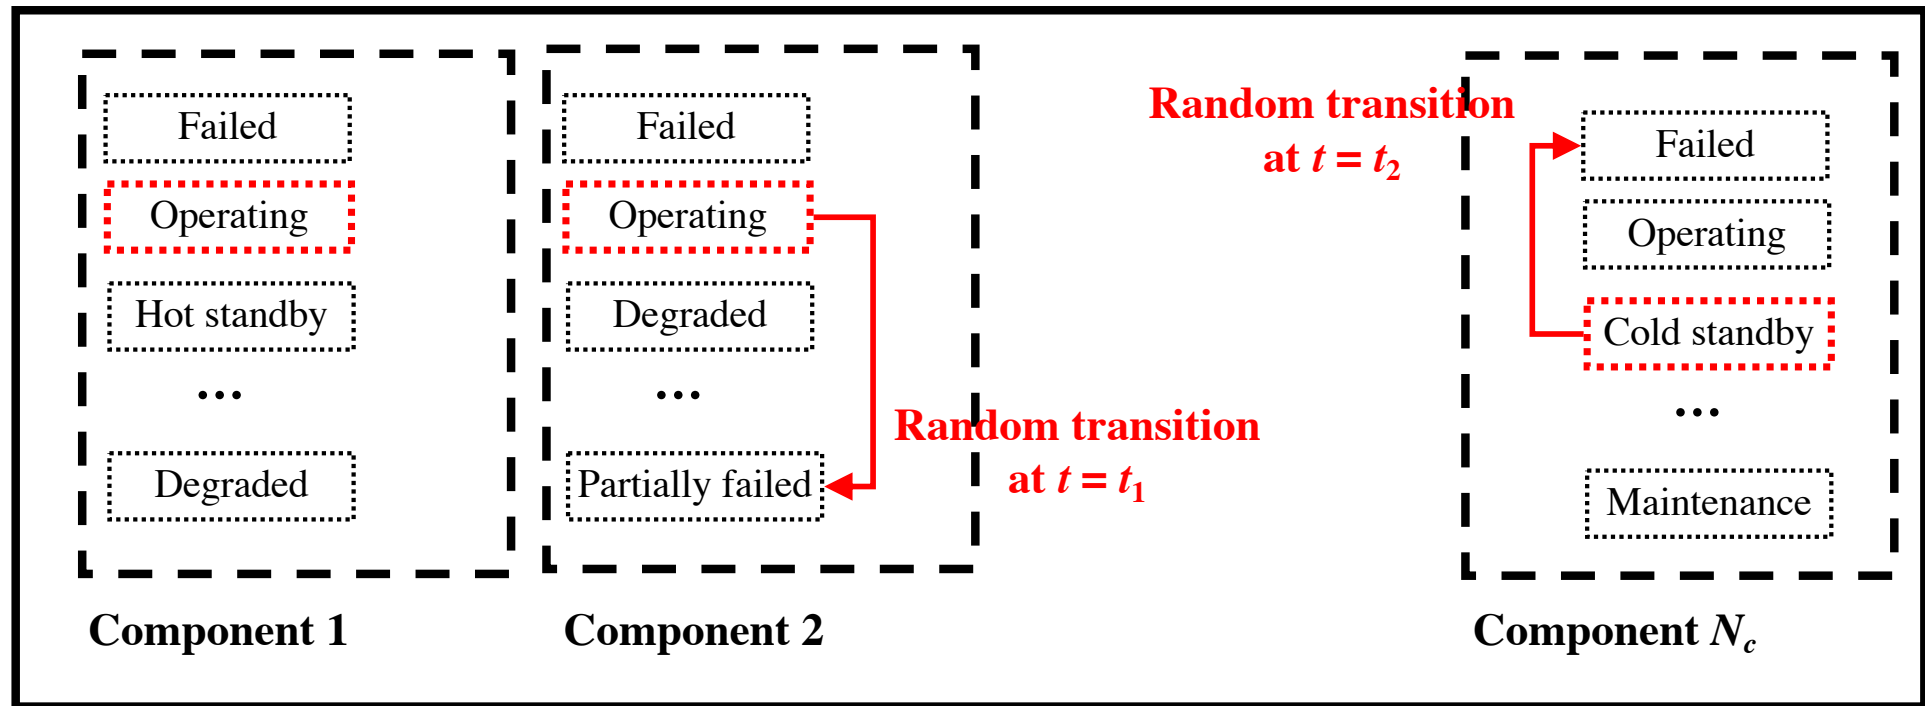 Failed
Operating
Hot standby
...
Degraded
Component 1
Failed
Operating
Degraded
...
Partially failed
Random transition
at t = t₁
Component 2
Random transition
at t = t₂
Failed
Operating
Cold standby
...
Maintenance
Component N_c